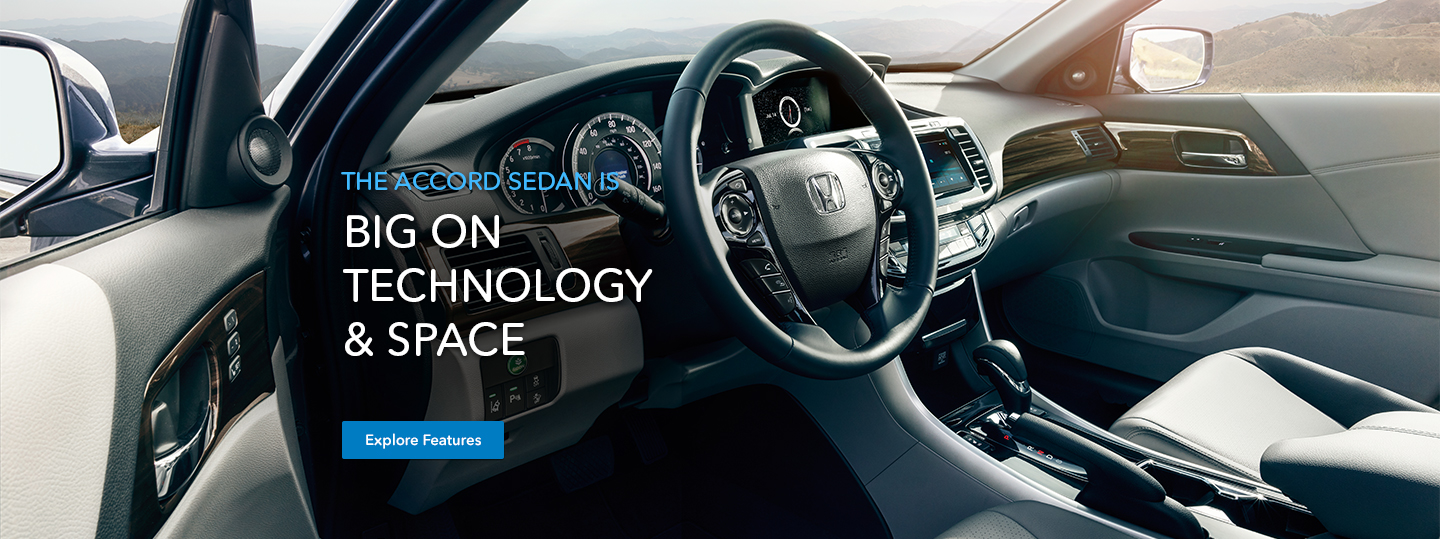 THE ACCORD SEDAN IS
BIG ON
TECHNOLOGY
& SPACE
Explore Features